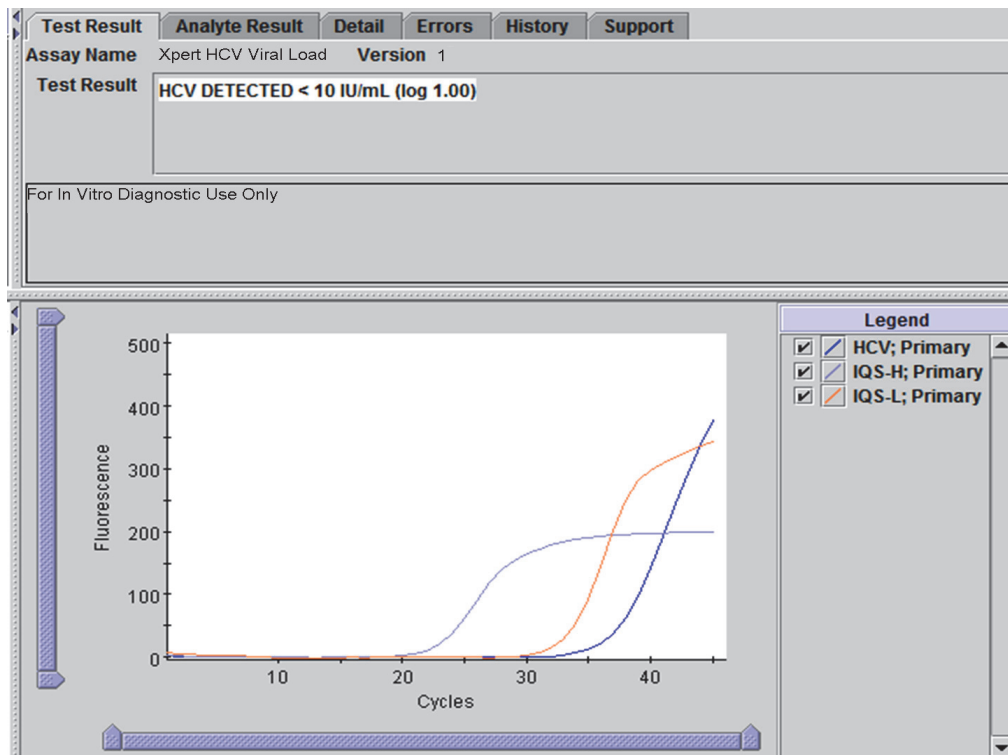 Test Result Analyte Result Detail Errors History Support
Assay Name Xpert HCV Viral Load Version 1
Test Result HCV DETECTED < 10 IU/mL (log 1.00)
For In Vitro Diagnostic Use Only
Legend
HCV; Primary
IQS-H; Primary
IQS-L; Primary
500
400
300
200
100
0
Fluorescence
10 20 30 40
Cycles